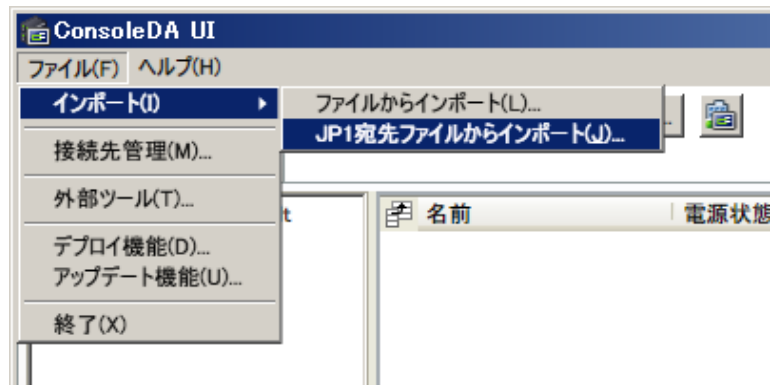 ConsoleDA UI
ファイル(F) ヘルプ(H)
インポート(I)
ファイルからインポート(L)...
JP1宛先ファイルからインポート(J)...
接続先管理(M)...
外部ツール(T)...
デプロイ機能(D)...
アップデート機能(U)...
終了(X)
名前
電源状態